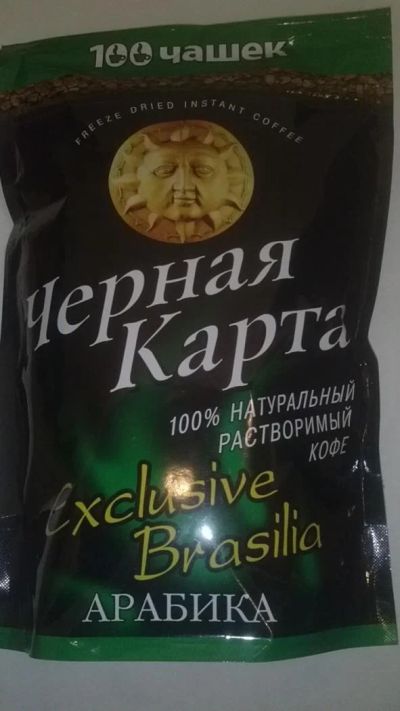 100 чашек
FREEZE DRIED INSTANT COFFEE
Черная
Карта
100% НАТУРАЛЬНЫЙ
РАСТВОРИМЫЙ
КОФЕ
Exclusive
Brasilia
АРАБИКА